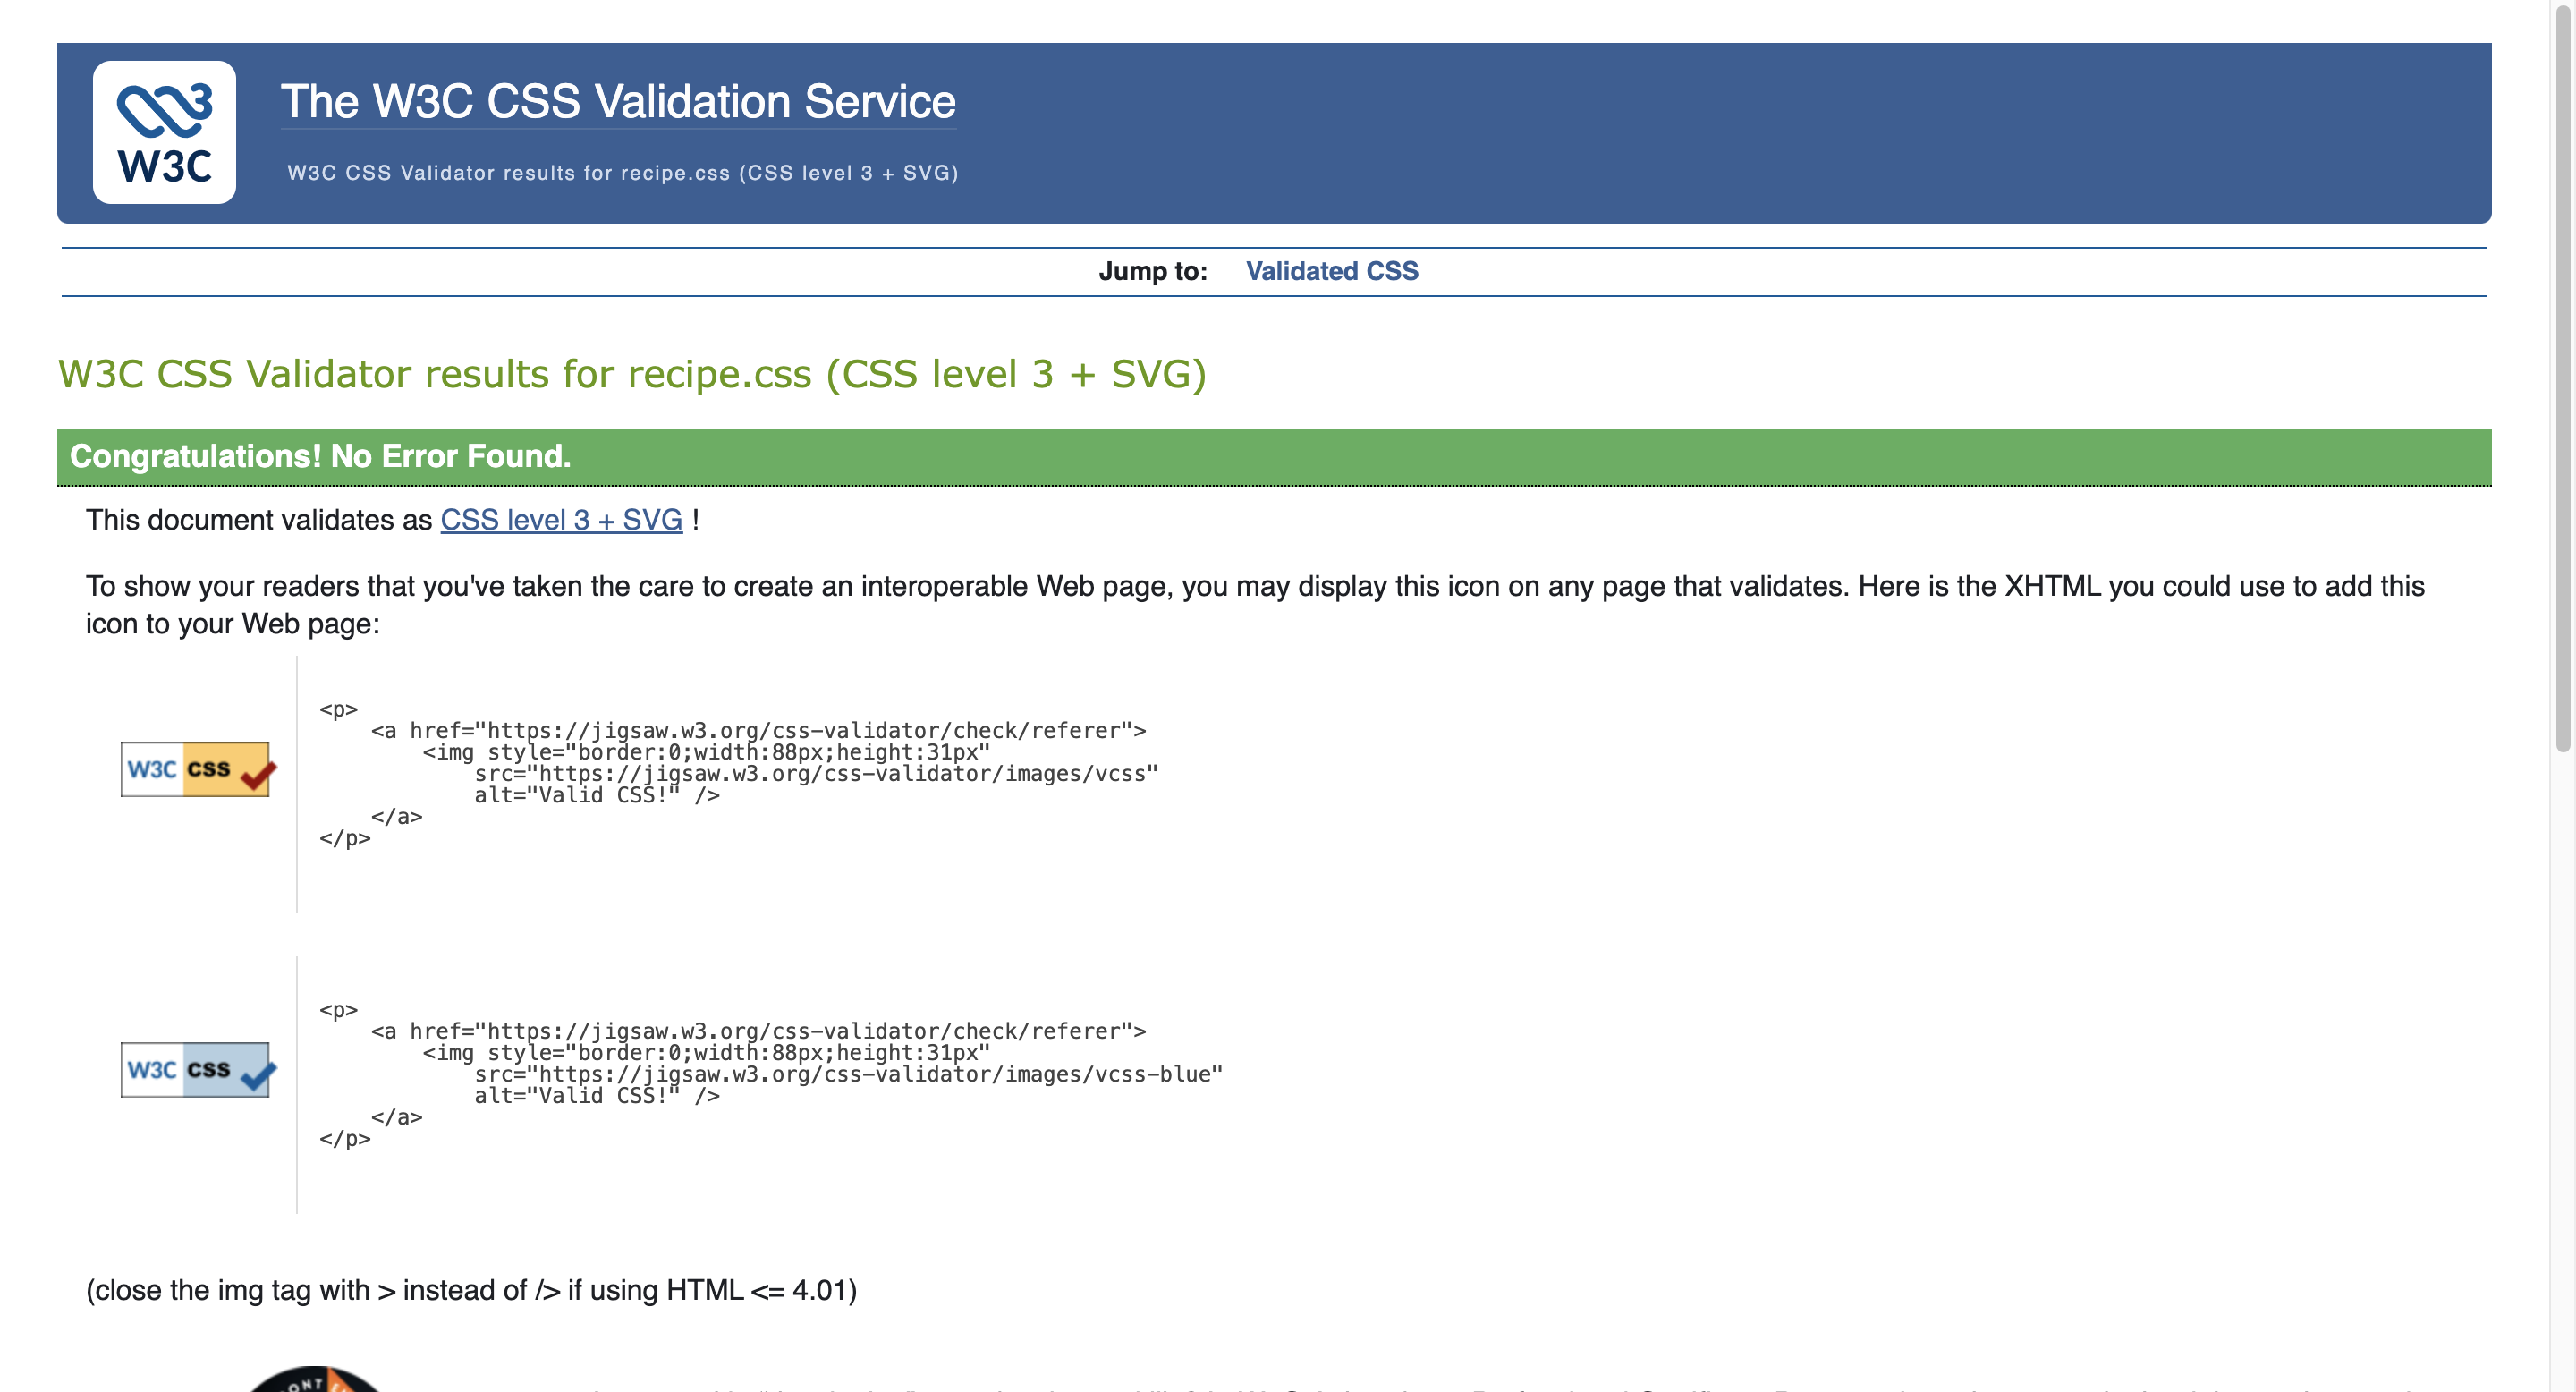 W3C
The W3C CSS Validation Service
W3C CSS Validator results for recipe.css (CSS level 3 + SVG)
Jump to: Validated CSS
W3C CSS Validator results for recipe.css (CSS level 3 + SVG)
Congratulations! No Error Found.
This document validates as CSS level 3 + SVG !
To show your readers that you've taken the care to create an interoperable Web page, you may display this icon on any page that validates. Here is the XHTML you could use to add this
icon to your Web page:
W3C css
<p>
    <a href="https://jigsaw.w3.org/css-validator/check/referer">
        <img style="border:0;width:88px;height:31px"
            src="https://jigsaw.w3.org/css-validator/images/vcss"
            alt="Valid CSS!" />
    </a>
</p>
W3C css
<p>
    <a href="https://jigsaw.w3.org/css-validator/check/referer">
        <img style="border:0;width:88px;height:31px"
            src="https://jigsaw.w3.org/css-validator/images/vcss-blue"
            alt="Valid CSS!" />
    </a>
</p>
(close the img tag with > instead of /> if using HTML <= 4.01)